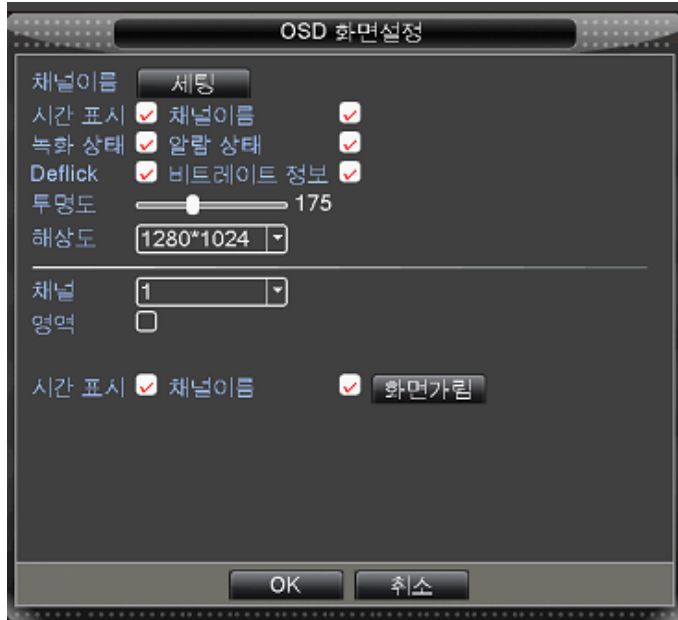 OSD 화면설정
채널이름 세팅
시간 표시 채널이름
녹화 상태 알람 상태
Deflick 비트레이트 정보
투명도 175
해상도 1280*1024
채널 1
영역
시간 표시 채널이름 화면가림
OK 취소